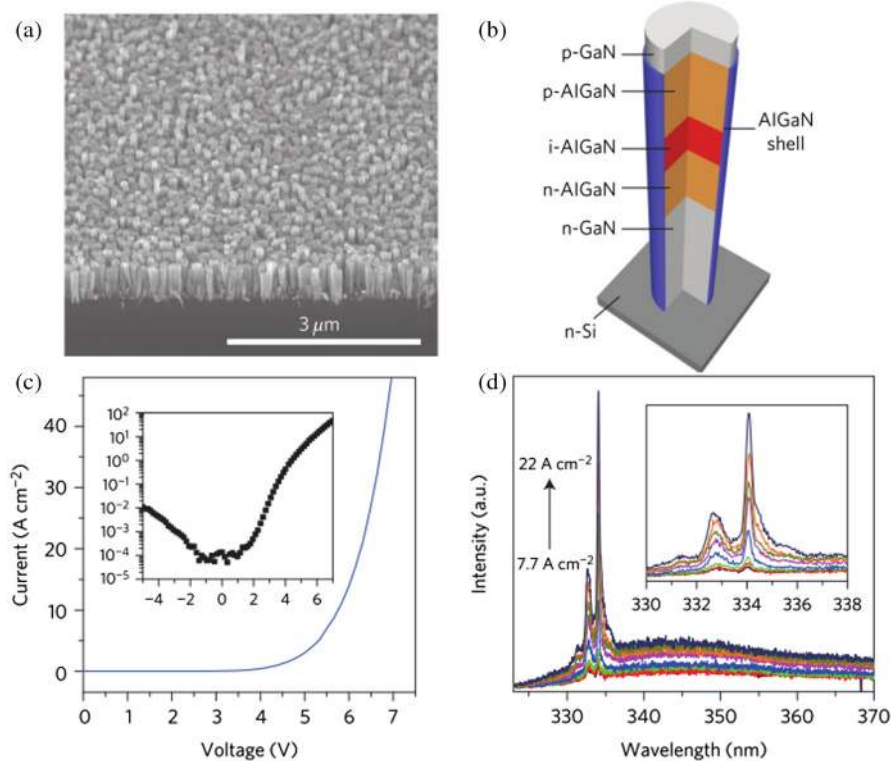 (a)
3 μm
(b)
p-GaN
p-AlGaN
i-AlGaN
n-AlGaN
n-GaN
n-Si
AlGaN
shell
(c)
Current (A cm⁻²)
40
30
20
10
0
0 1 2 3 4 5 6 7
Voltage (V)
10²
10¹
10⁰
10⁻¹
10⁻²
10⁻³
10⁻⁴
10⁻⁵
−4 −2 0 2 4 6
(d)
Intensity (a.u.)
22 A cm⁻²
7.7 A cm⁻²
330 332 334 336 338
330 340 350 360 370
Wavelength (nm)